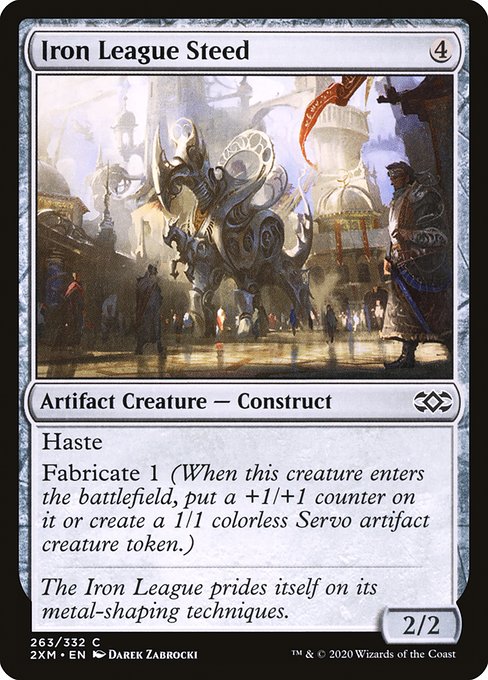 Iron League Steed 4
Artifact Creature — Construct
Haste
Fabricate 1 (When this creature enters
the battlefield, put a +1/+1 counter on
it or create a 1/1 colorless Servo artifact
creature token.)
The Iron League prides itself on its
metal-shaping techniques.
2/2
263/332 C
2XM • EN Darek Zabrocki
™ & © 2020 Wizards of the Coast